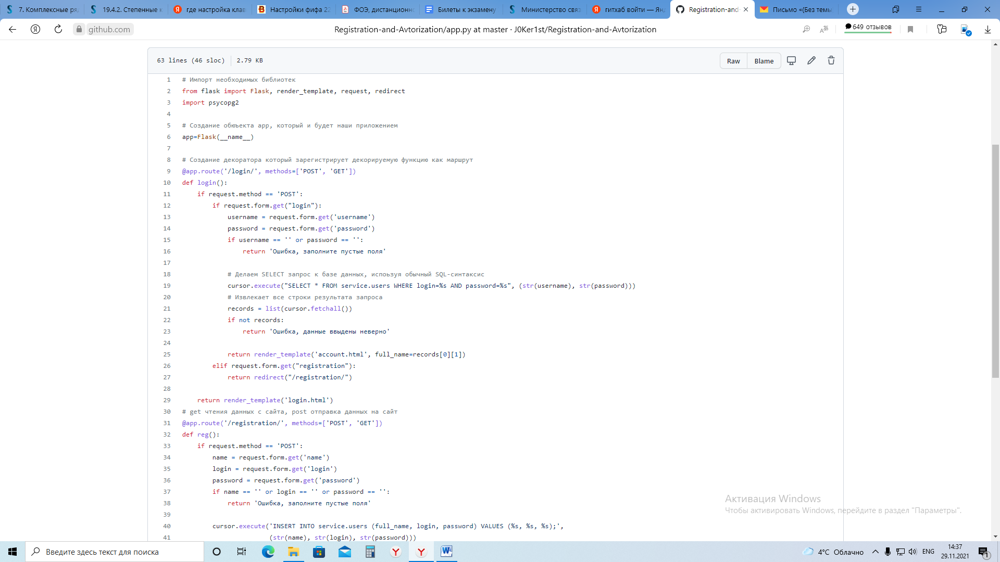 7. Комплексные ря
19.4.2. Степенные к
где настройка клав
Настройки фифа 22
ФОЭ, дистанционн
Билеты к экзамену
Министерство связ
гитхаб войти — Янд
Registration-and-
Письмо «(Без темы
github.com
Registration-and-Avtorization/app.py at master · J0Ker1st/Registration-and-Avtorization
649 отзывов
63 lines (46 sloc) 2.79 KB
Raw Blame
1 # Импорт необходимых библиотек
2 from flask import Flask, render_template, request, redirect
3 import psycopg2
4
5 # Создание обюъекта app, который и будет наши приложением
6 app=Flask(__name__)
7
8 # Создание декоратора который зарегистрирует декорируемую функцию как маршрут
9 @app.route('/login/', methods=['POST', 'GET'])
10 def login():
11 if request.method == 'POST':
12 if request.form.get("login"):
13 username = request.form.get('username')
14 password = request.form.get('password')
15 if username == '' or password == '':
16 return 'Ошибка, заполните пустые поля'
17
18 # Делаем SELECT запрос к базе данных, испоьзуя обычный SQL-синтаксис
19 cursor.execute("SELECT * FROM service.users WHERE login=%s AND password=%s", (str(username), str(password)))
20 # Извлекает все строки результата запроса
21 records = list(cursor.fetchall())
22 if not records:
23 return 'Ошибка, данные ввыдены неверно'
24
25 return render_template('account.html', full_name=records[0][1])
26 elif request.form.get("registration"):
27 return redirect("/registration/")
28
29 return render_template('login.html')
30 # get чтения данных с сайта, post отправка данных на сайт
31 @app.route('/registration/', methods=['POST', 'GET'])
32 def reg():
33 if request.method == 'POST':
34 name = request.form.get('name')
35 login = request.form.get('login')
36 password = request.form.get('password')
37 if name == '' or login == '' or password == '':
38 return 'Ошибка, заполните пустые поля'
39
40 cursor.execute('INSERT INTO service.users (full_name, login, password) VALUES (%s, %s, %s);',
41 (str(name), str(login), str(password)))
Активация Windows
Чтобы активировать Windows, перейдите в раздел "Параметры".
Введите здесь текст для поиска
4°C Облачно
ENG
14:37
29.11.2021
1